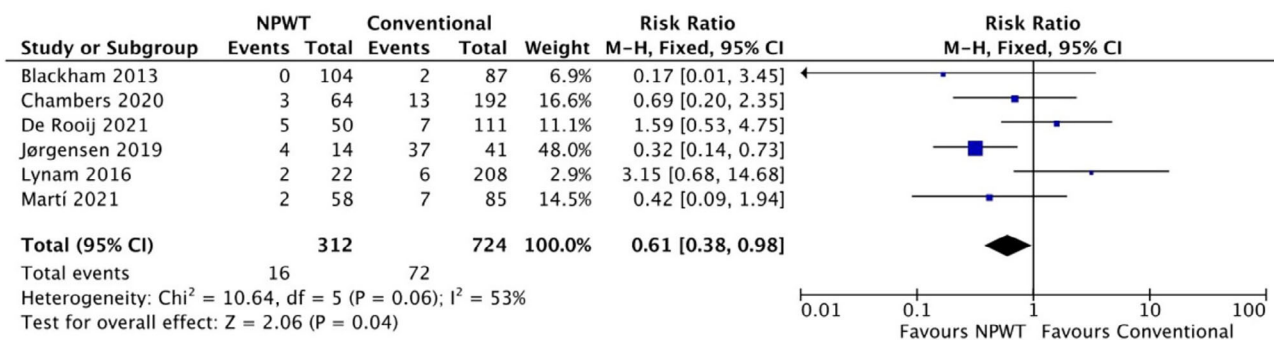 NPWT Conventional Risk Ratio Risk Ratio
Study or Subgroup Events Total Events Total Weight M-H, Fixed, 95% CI M-H, Fixed, 95% CI
Blackham 2013 0 104 2 87 6.9% 0.17 [0.01, 3.45]
Chambers 2020 3 64 13 192 16.6% 0.69 [0.20, 2.35]
De Rooij 2021 5 50 7 111 11.1% 1.59 [0.53, 4.75]
Jørgensen 2019 4 14 37 41 48.0% 0.32 [0.14, 0.73]
Lynam 2016 2 22 6 208 2.9% 3.15 [0.68, 14.68]
Martí 2021 2 58 7 85 14.5% 0.42 [0.09, 1.94]
Total (95% CI) 312 724 100.0% 0.61 [0.38, 0.98]
Total events 16 72
Heterogeneity: Chi² = 10.64, df = 5 (P = 0.06); I² = 53%
Test for overall effect: Z = 2.06 (P = 0.04)
0.01 0.1 1 10 100
Favours NPWT Favours Conventional